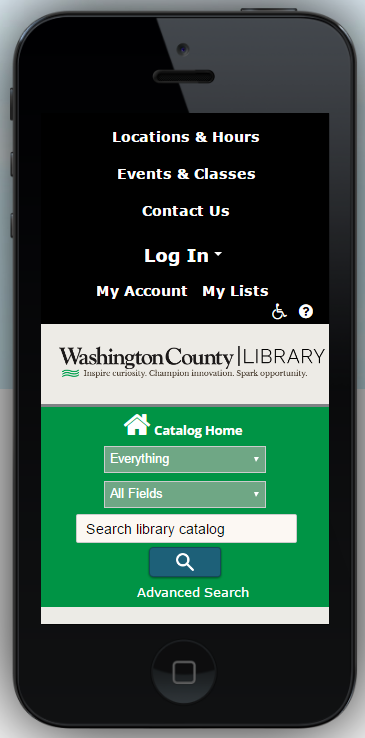 Locations & Hours
Events & Classes
Contact Us
Log In
My Account My Lists
?
Washington County LIBRARY
Inspire curiosity. Champion innovation. Spark opportunity.
Catalog Home
Everything
All Fields
Search library catalog
Advanced Search